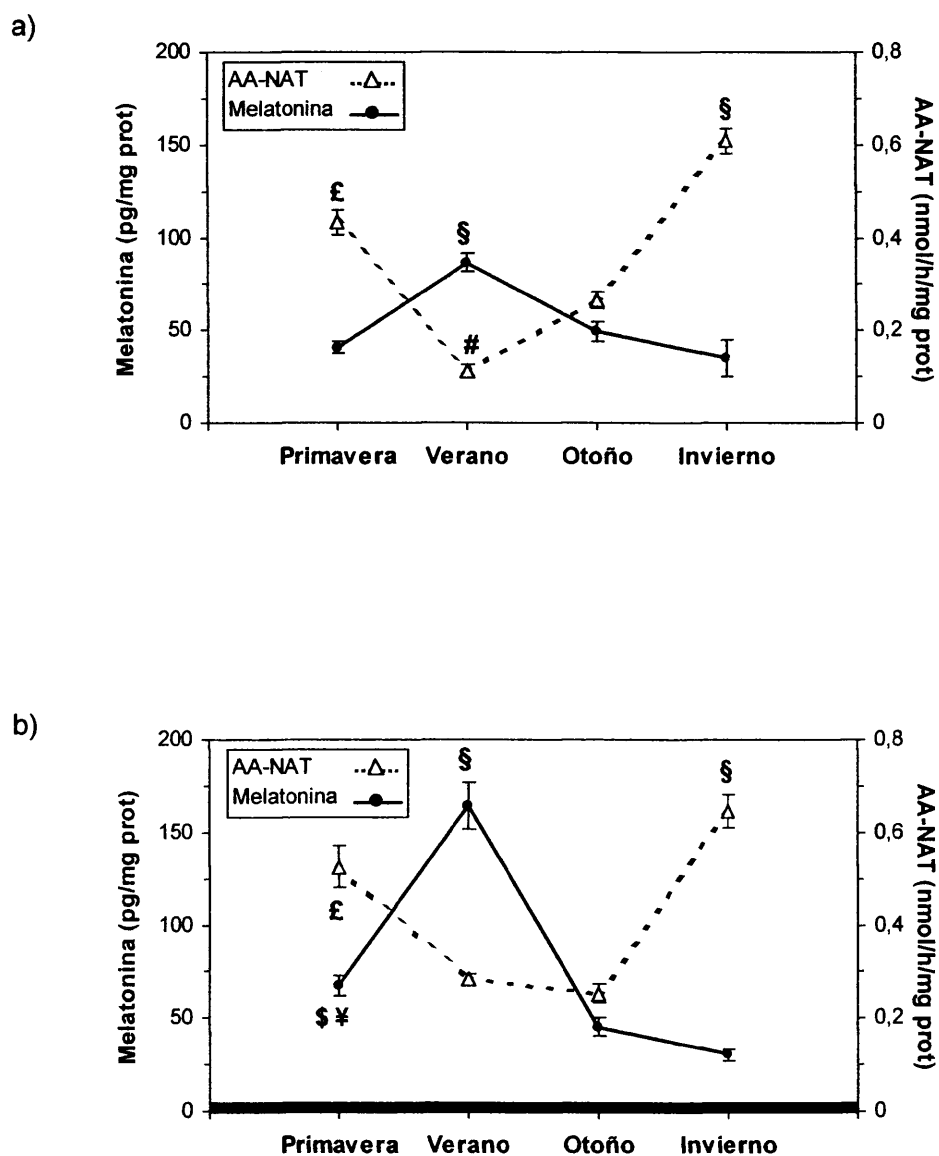 a)
AA-NAT
Melatonina
Melatonina (pg/mg prot)
200
150
100
50
0
AA-NAT (nmol/h/mg prot)
0,8
0,6
0,4
0,2
0
£
§
#
§
Primavera Verano Otoño Invierno
b)
AA-NAT
Melatonina
Melatonina (pg/mg prot)
200
150
100
50
0
AA-NAT (nmol/h/mg prot)
0,8
0,6
0,4
0,2
0
§
§
£
$ ¥
Primavera Verano Otoño Invierno